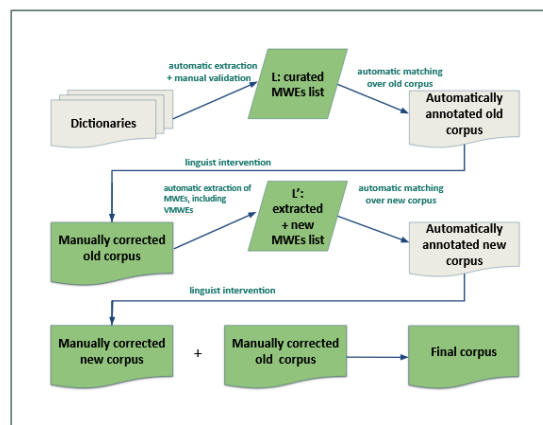 automatic extraction
+ manual validation
L: curated
MWEs list
automatic matching
over old corpus
Dictionaries
Automatically
annotated old
corpus
linguist intervention
Manually corrected
old corpus
automatic extraction of
MWEs, including
VMWEs
L':
extracted
+ new
MWEs list
automatic matching
over new corpus
Automatically
annotated new
corpus
linguist intervention
Manually corrected
new corpus
+
Manually corrected
old corpus
Final corpus